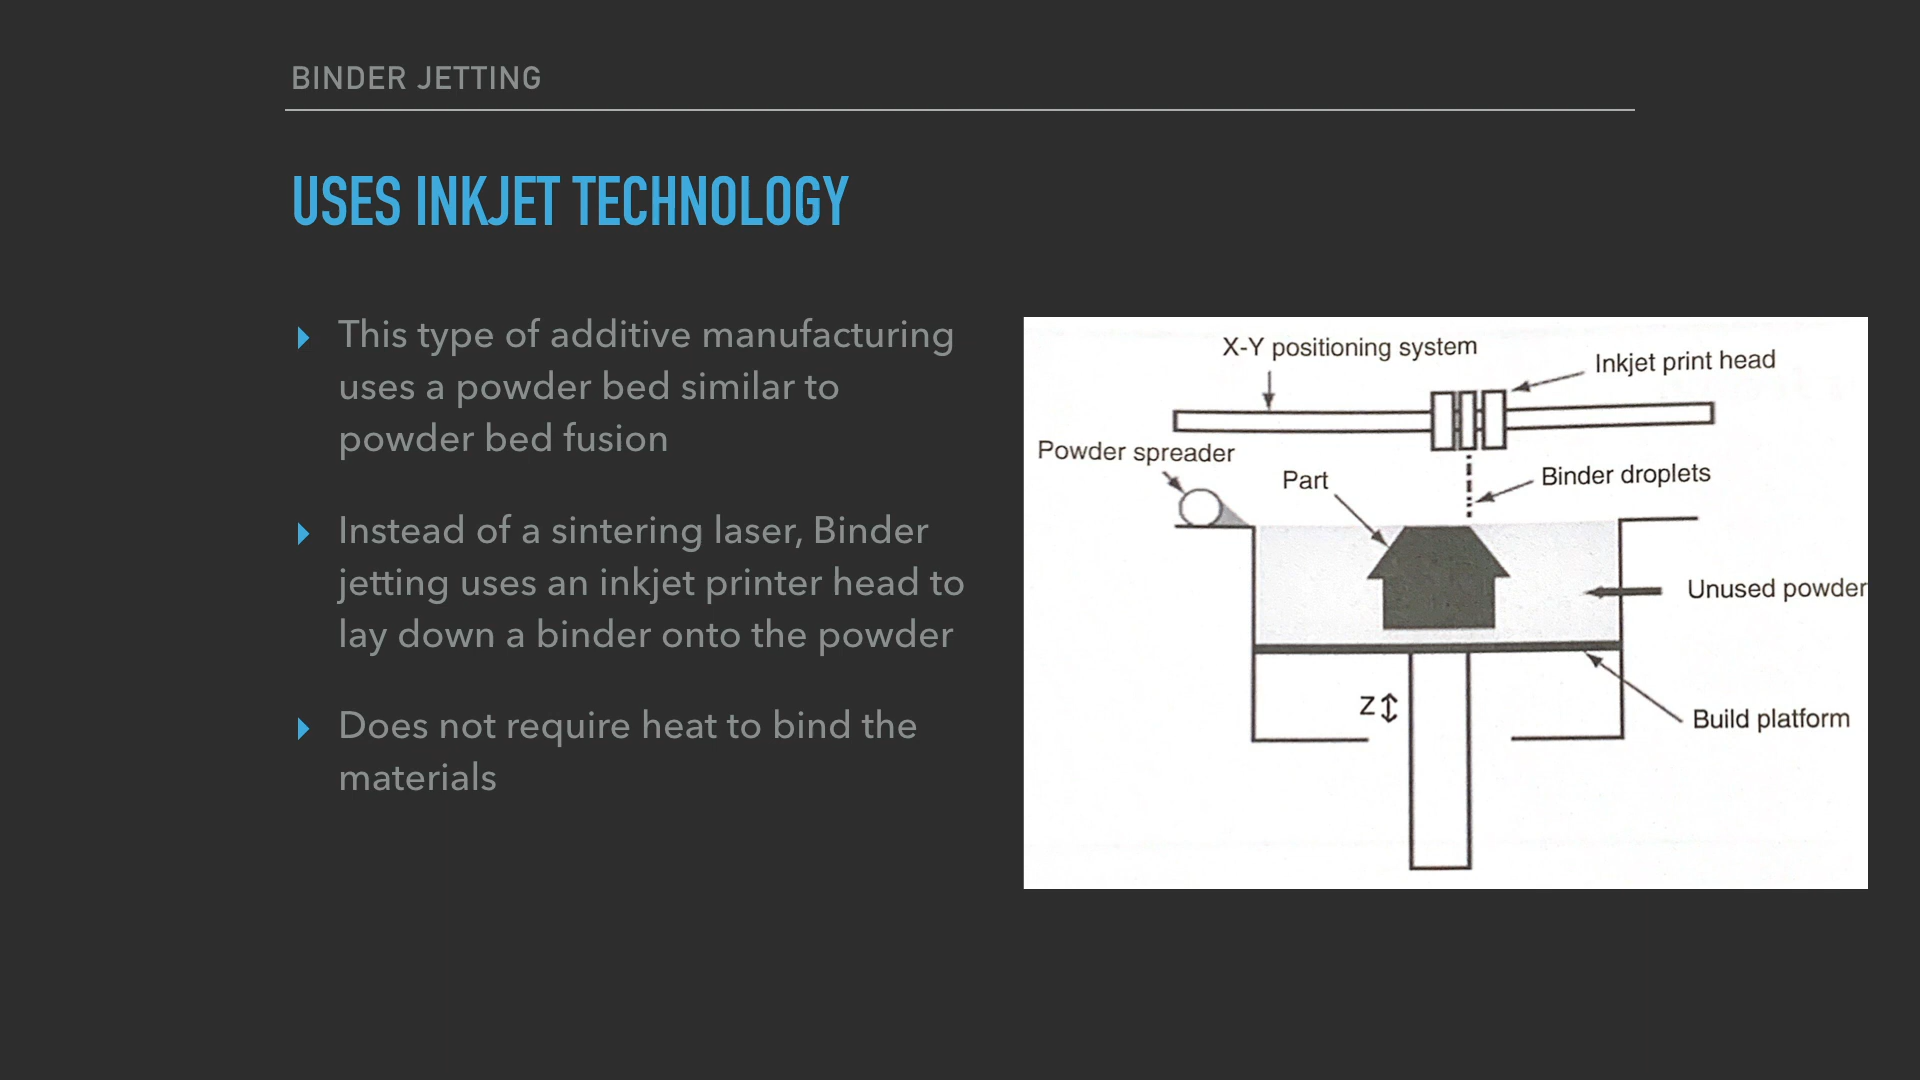 BINDER JETTING
USES INKJET TECHNOLOGY
This type of additive manufacturing
uses a powder bed similar to
powder bed fusion
Instead of a sintering laser, Binder
jetting uses an inkjet printer head to
lay down a binder onto the powder
Does not require heat to bind the
materials
X-Y positioning system
Inkjet print head
Powder spreader
Part
Binder droplets
Unused powder
Z
Build platform